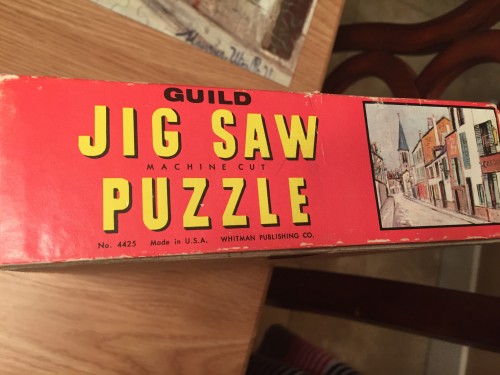 GUILD
JIG SAW
MACHINE CUT
PUZZLE
No. 4425 Made in U.S.A. WHITMAN PUBLISHING CO.